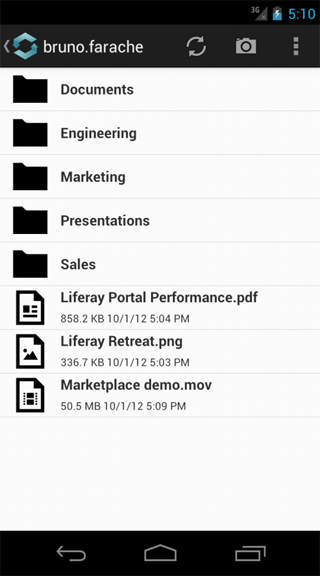 3G
5:10
bruno.farache
Documents
Engineering
Marketing
Presentations
Sales
Liferay Portal Performance.pdf
858.2 KB 10/1/12 5:04 PM
Liferay Retreat.png
336.7 KB 10/1/12 5:03 PM
Marketplace demo.mov
50.5 MB 10/1/12 5:09 PM